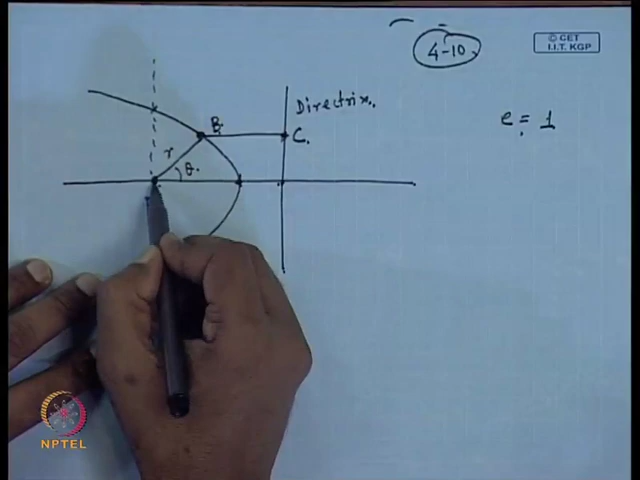 4-10
© CET
I.I.T. KGP
Directrix.
e = 1
B
C.
r
θ.
NPTEL